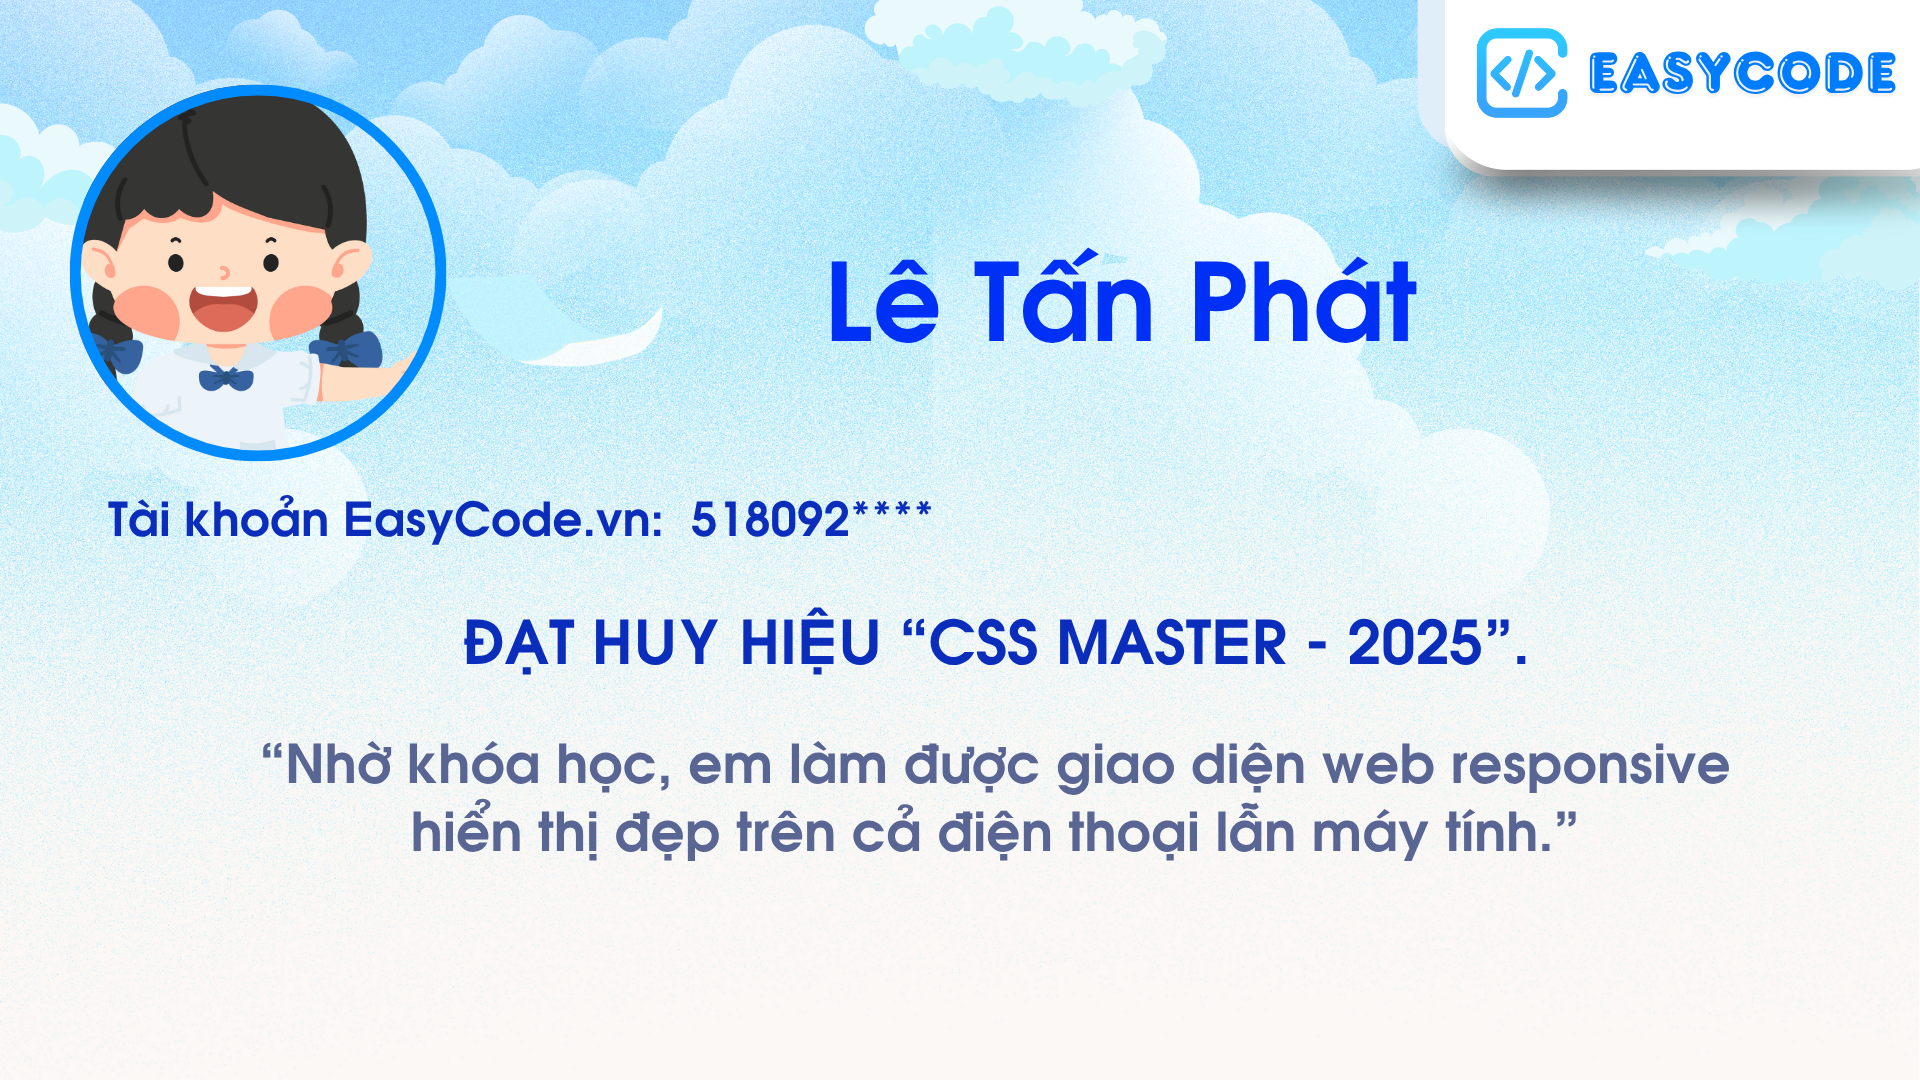 EASYCODE
Lê Tấn Phát
Tài khoản EasyCode.vn: 518092****
ĐẠT HUY HIỆU “CSS MASTER - 2025”.
“Nhờ khóa học, em làm được giao diện web responsive
hiển thị đẹp trên cả điện thoại lẫn máy tính.”